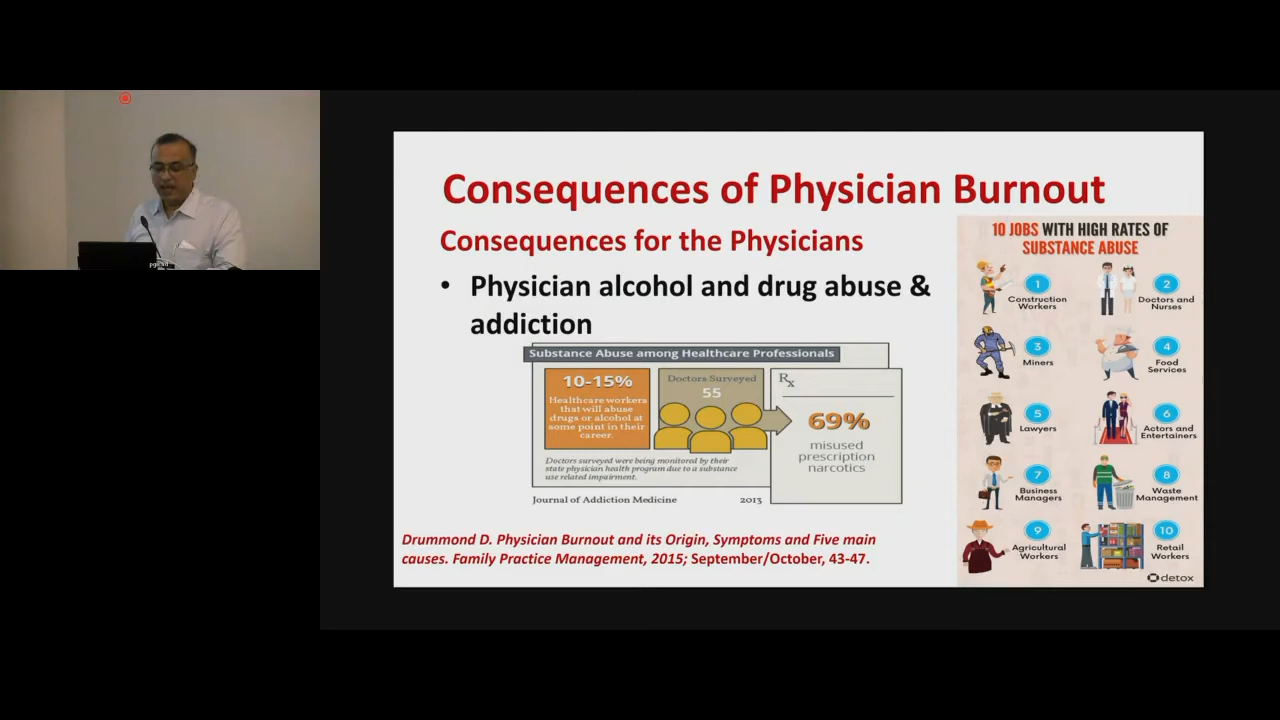 Consequences of Physician Burnout
Consequences for the Physicians
• Physician alcohol and drug abuse &
addiction
Substance Abuse among Healthcare Professionals
10-15%
Healthcare workers
that will abuse
drugs or alcohol at
some point in their
career.
Doctors Surveyed
55
Rx
69%
misused
prescription
narcotics
Doctors surveyed were being monitored by their
state physician health program due to a substance
use related impairment.
Journal of Addiction Medicine 2013
Drummond D. Physician Burnout and its Origin, Symptoms and Five main
causes. Family Practice Management, 2015; September/October, 43-47.
10 JOBS WITH HIGH RATES OF
SUBSTANCE ABUSE
1
Construction
Workers
2
Doctors and
Nurses
3
Miners
4
Food
Services
5
Lawyers
6
Actors and
Entertainers
7
Business
Managers
8
Waste
Management
9
Agricultural
Workers
10
Retail
Workers
detox